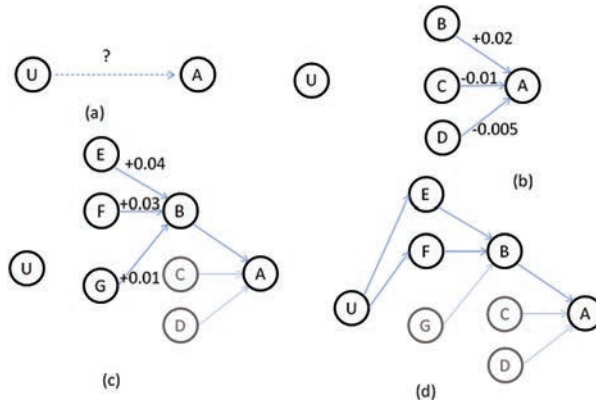 ?
U
A
(a)
B
+0.02
U
C
-0.01
A
D
-0.005
(b)
E
+0.04
F
+0.03
B
U
G
+0.01
C
A
D
(c)
E
F
B
U
G
C
A
D
(d)